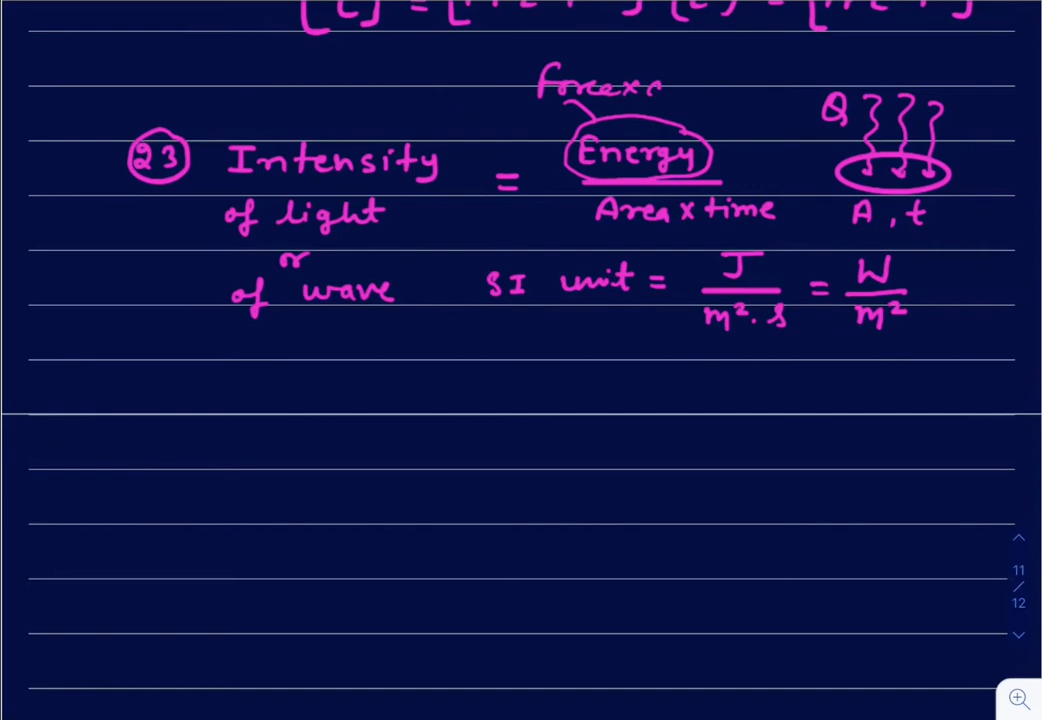 Force x
23 Intensity = Energy / Area x time
Q
of light
A, t
or
of wave
SI unit = J / m². s = W / m²
11
/
12